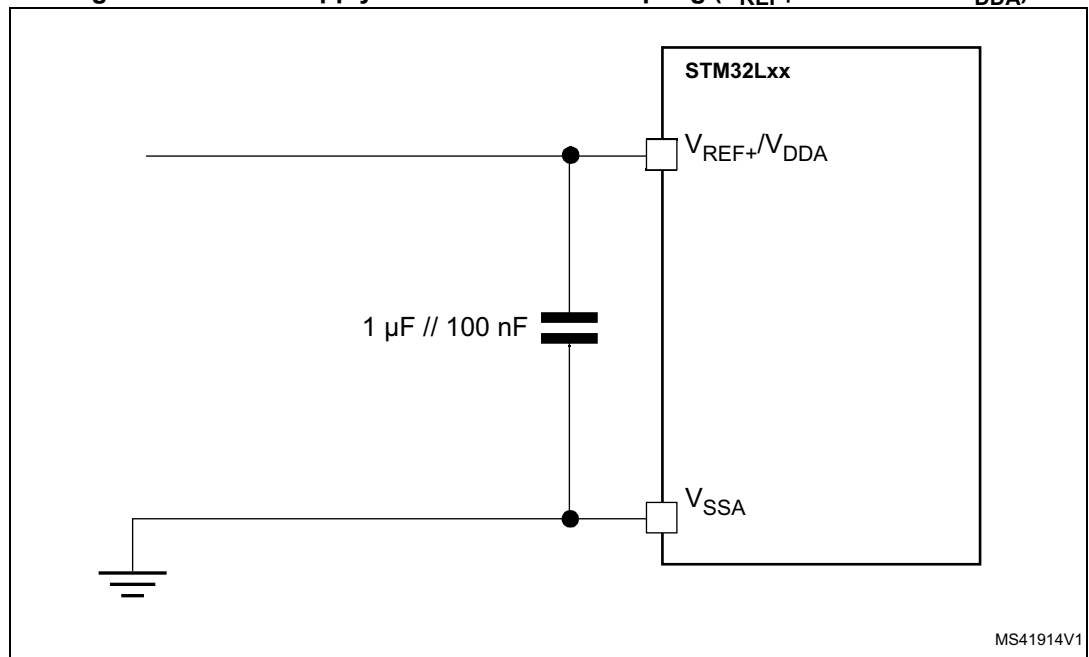 STM32Lxx
VREF+/VDDA
1 µF // 100 nF
VSSA
MS41914V1